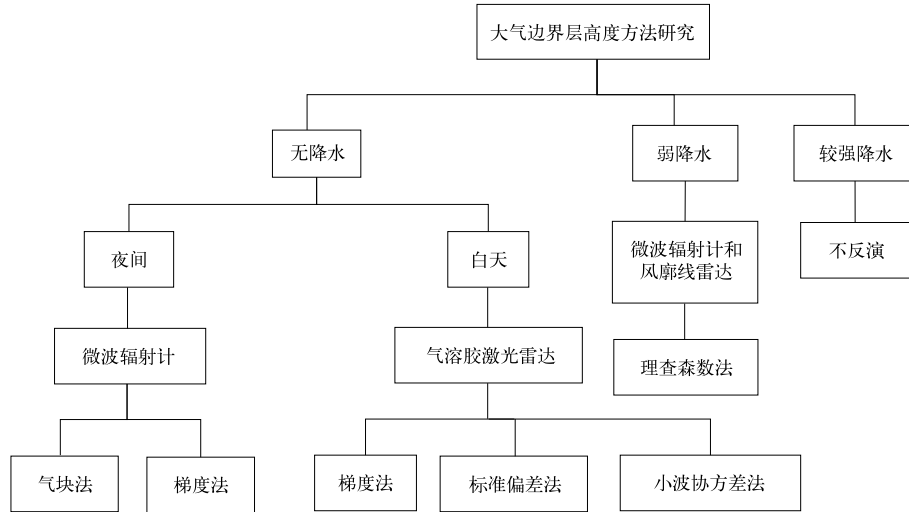 大气边界层高度方法研究
无降水
弱降水
较强降水
夜间
白天
微波辐射计和
风廓线雷达
不反演
微波辐射计
气溶胶激光雷达
理查森数法
气块法
梯度法
梯度法
标准偏差法
小波协方差法